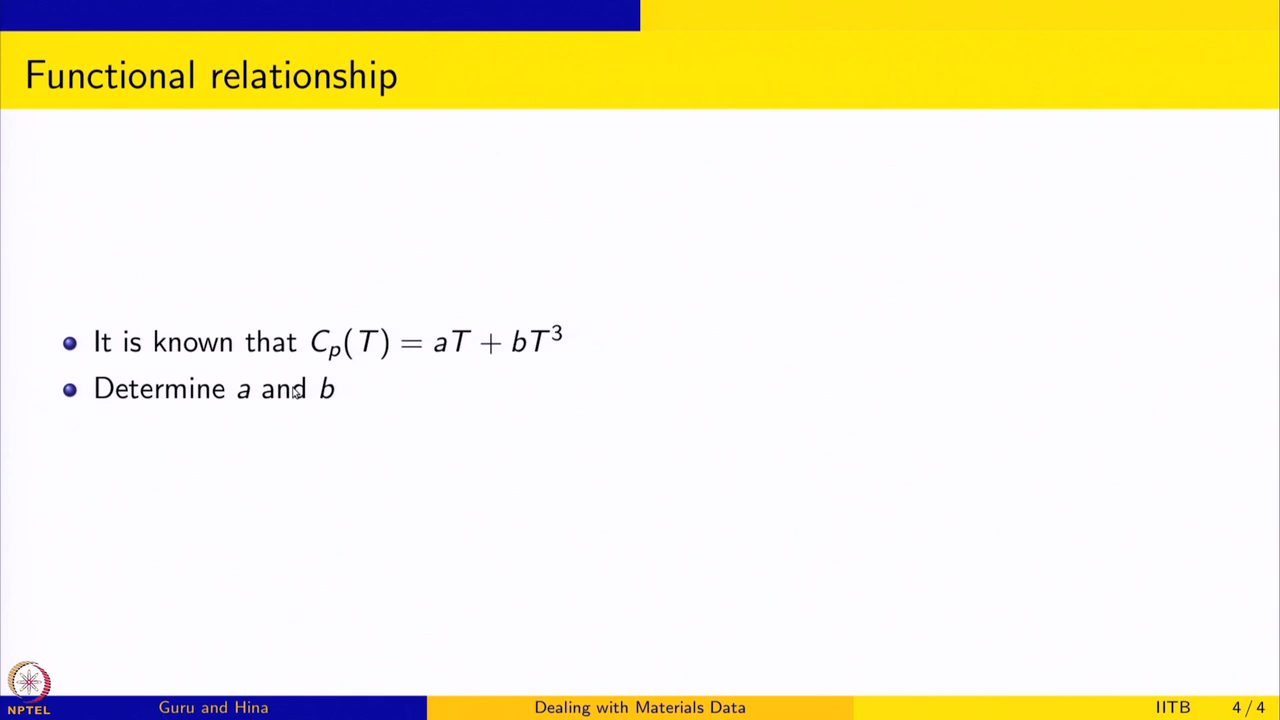 Functional relationship
It is known that Cₚ(T) = aT + bT³
Determine a and b
NPTEL
Guru and Hina
Dealing with Materials Data
IITB
4 / 4